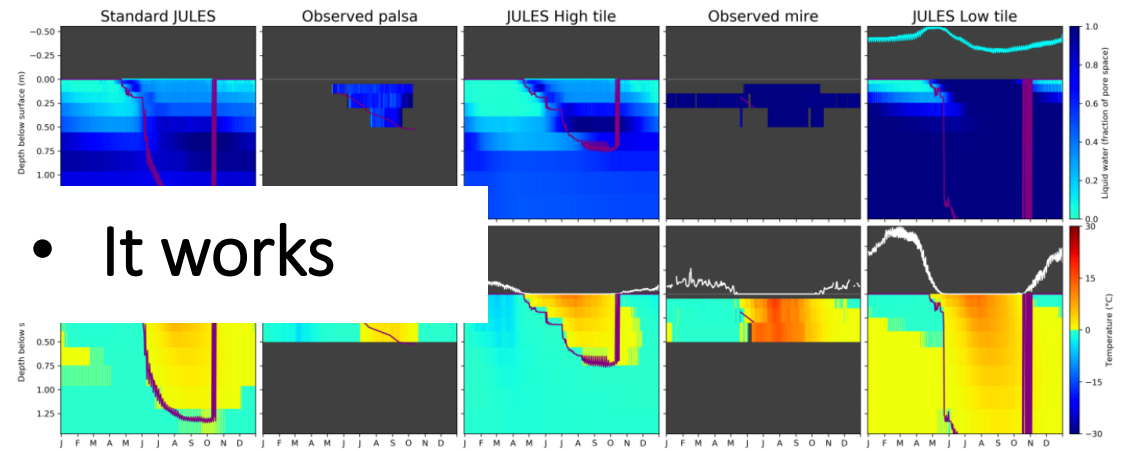 Standard JULES
Observed palsa
JULES High tile
Observed mire
JULES Low tile
−0.50
−0.25
0.00
0.25
0.50
0.75
1.00
Depth below surface (m)
1.0
0.8
0.6
0.4
0.2
0.0
Liquid water (fraction of pore space)
• It works
0.50
0.75
1.00
1.25
Depth below s
30
15
0
−15
−30
Temperature (°C)
J F M A M J J A S O N D
J F M A M J J A S O N D
J F M A M J J A S O N D
J F M A M J J A S O N D
J F M A M J J A S O N D